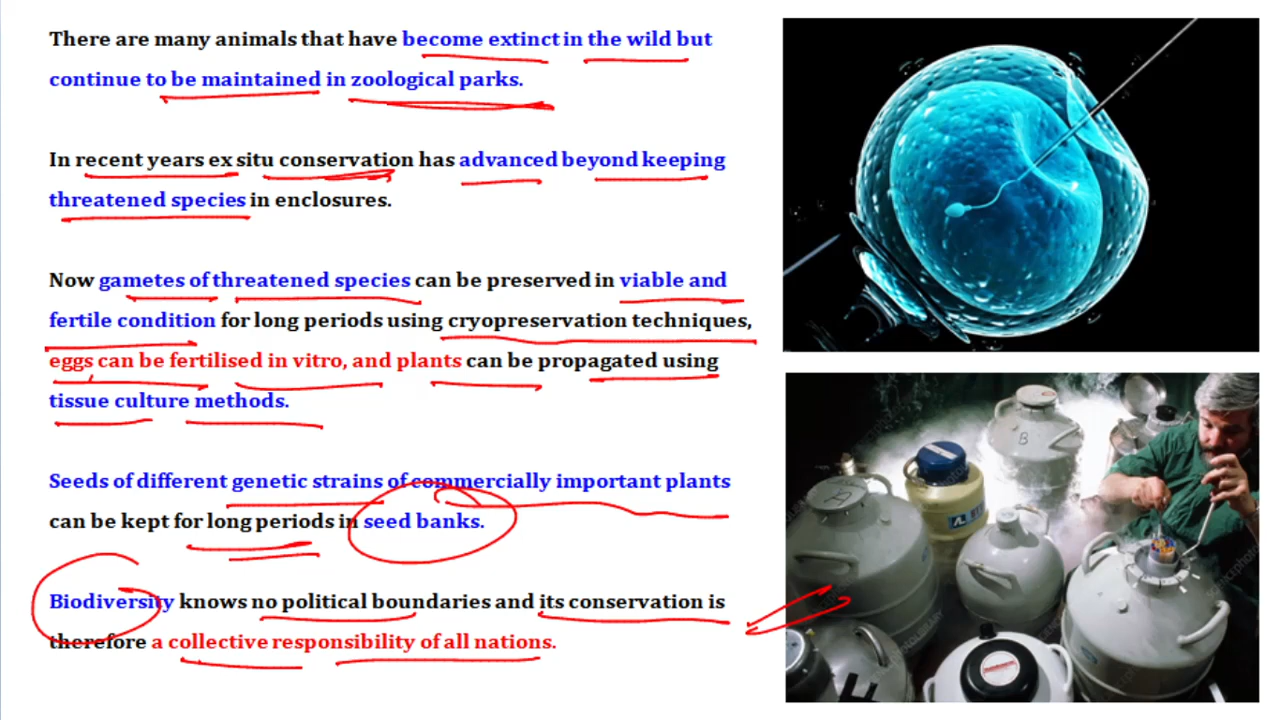 There are many animals that have become extinct in the wild but
continue to be maintained in zoological parks.
In recent years ex situ conservation has advanced beyond keeping
threatened species in enclosures.
Now gametes of threatened species can be preserved in viable and
fertile condition for long periods using cryopreservation techniques,
eggs can be fertilised in vitro, and plants can be propagated using
tissue culture methods.
Seeds of different genetic strains of commercially important plants
can be kept for long periods in seed banks.
Biodiversity knows no political boundaries and its conservation is
therefore a collective responsibility of all nations.
B